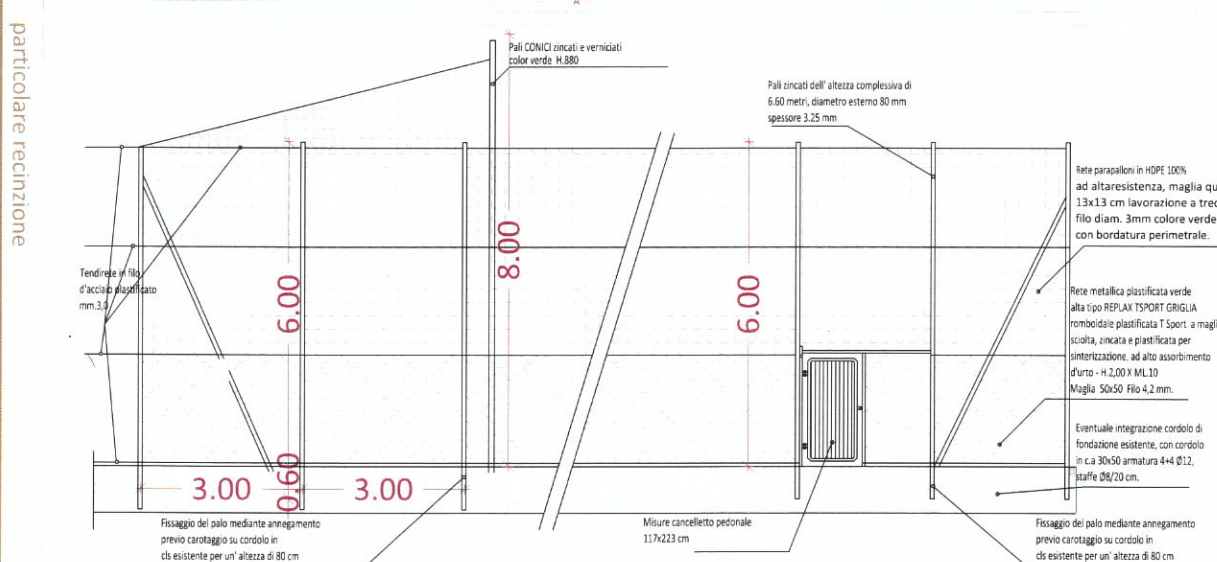 particolare recinzione
A
Pali CONICI zincati e verniciati
color verde H.880
Pali zincati dell' altezza complessiva di
6.60 metri, diametro esterno 80 mm
spessore 3.25 mm
Rete parapalloni in HDPE 100%
ad altaresistenza, maglia qu
13x13 cm lavorazione a trec
filo diam. 3mm colore verde
con bordatura perimetrale.
Tendirete in filo
d'acciaio plastificato
mm.3,0
6.00
8.00
6.00
Rete metallica plastificata verde
alta tipo REPLAX TSPORT GRIGLIA
romboidale plastificata T Sport a magli
sciolta, zincata e plastificata per
sinterizzazione, ad alto assorbimento
d'urto - H.2,00 X ML.10
Maglia 50x50 Filo 4,2 mm.
Eventuale integrazione cordolo di
fondazione esistente, con cordolo
in c.a 30x50 armatura 4+4 Ø12,
staffe Ø8/20 cm.
3.00
0.60
3.00
Fissaggio del palo mediante annegamento
previo carotaggio su cordolo in
cls esistente per un' altezza di 80 cm
Misure cancelletto pedonale
117x223 cm
Fissaggio del palo mediante annegamento
previo carotaggio su cordolo in
cls esistente per un' altezza di 80 cm